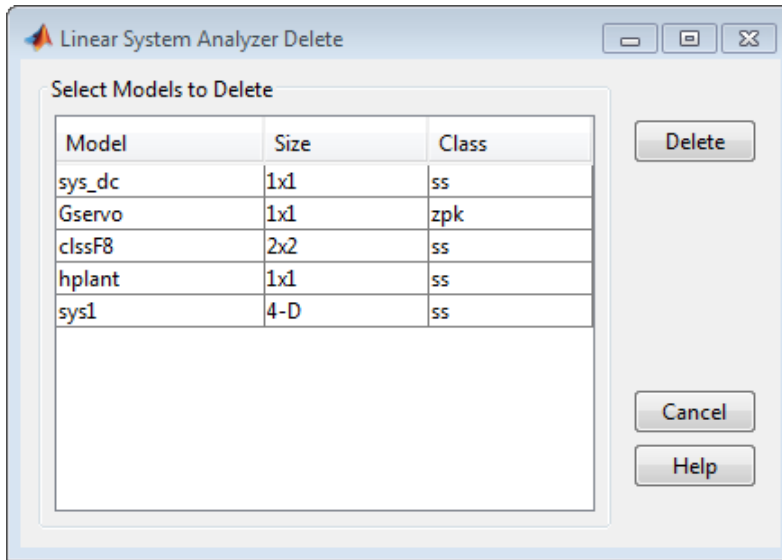 Linear System Analyzer Delete
Select Models to Delete
Model Size Class
Delete
sys_dc 1x1 ss
Gservo 1x1 zpk
clssF8 2x2 ss
hplant 1x1 ss
sys1 4-D ss
Cancel
Help